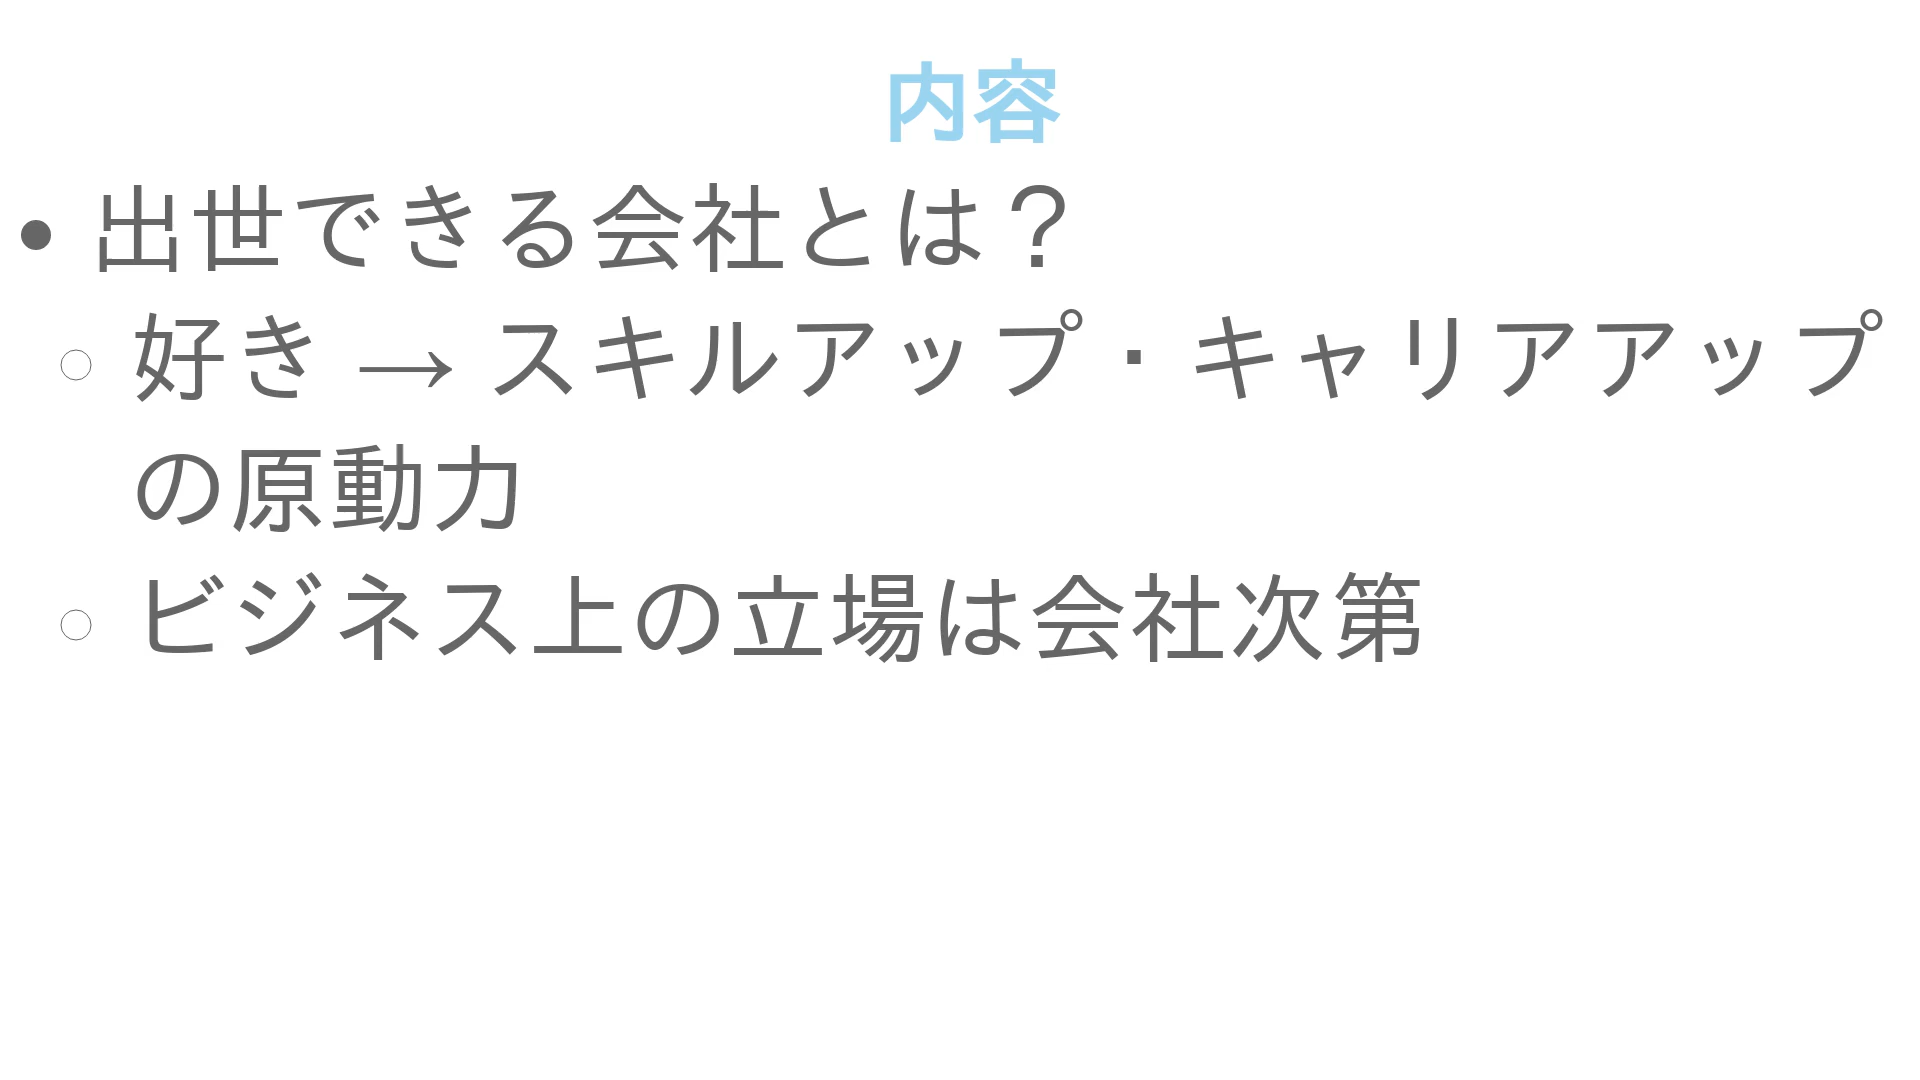 内容
• 出世できる会社とは？
○ 好き → スキルアップ・キャリアアップ
の原動力
○ ビジネス上の立場は会社次第